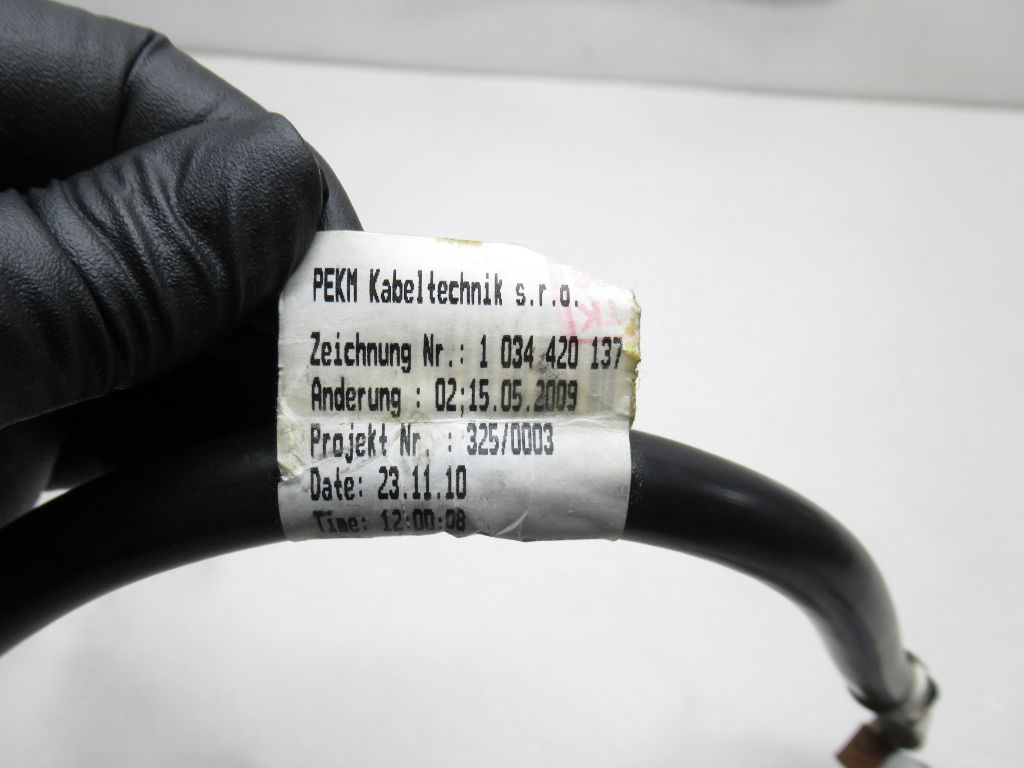 PEKM Kabeltechnik s.r.o.
Zeichnung Nr.: 1 034 420 137
Anderung : 02;15.05.2009
Projekt Nr. : 325/0003
Date: 23.11.10
Time: 12:00:08